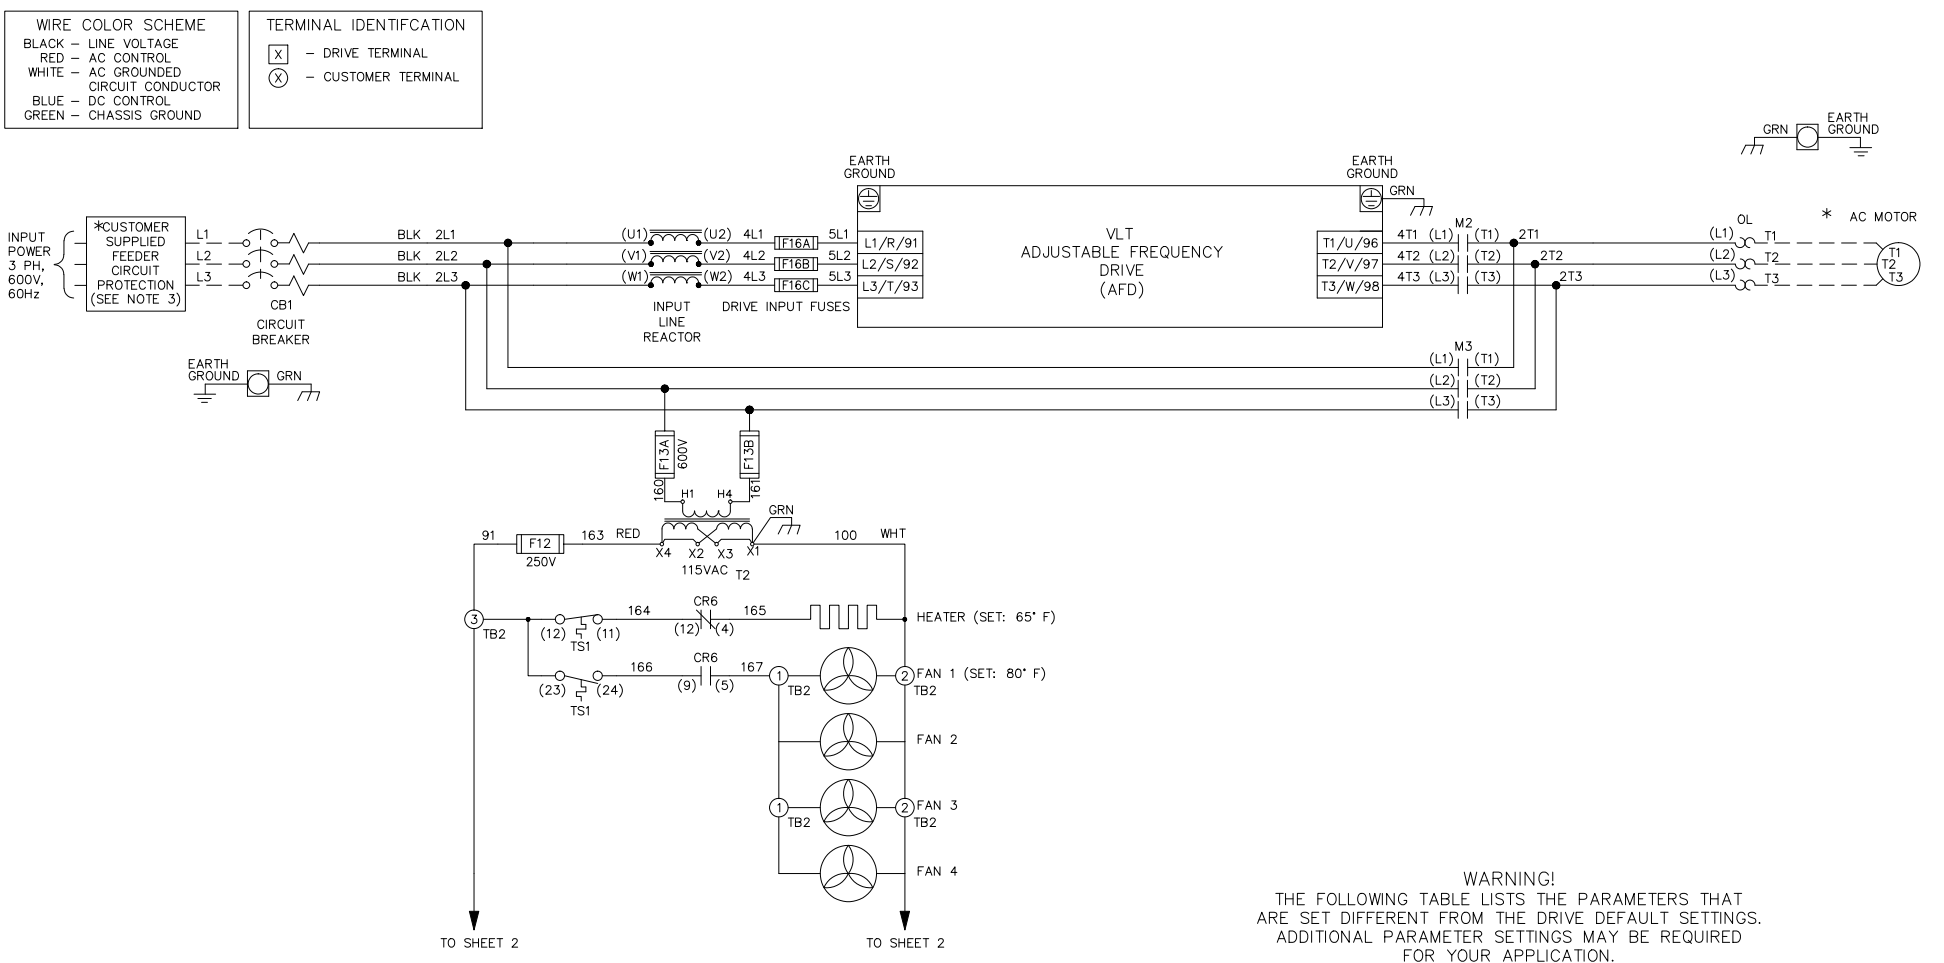 WIRE COLOR SCHEME
BLACK – LINE VOLTAGE
RED – AC CONTROL
WHITE – AC GROUNDED
CIRCUIT CONDUCTOR
BLUE – DC CONTROL
GREEN – CHASSIS GROUND
TERMINAL IDENTIFCATION
X – DRIVE TERMINAL
X – CUSTOMER TERMINAL
INPUT
POWER
3 PH,
600V,
60Hz
*CUSTOMER
SUPPLIED
FEEDER
CIRCUIT
PROTECTION
(SEE NOTE 3)
L1
L2
L3
CB1
CIRCUIT
BREAKER
EARTH
GROUND
GRN
BLK 2L1
BLK 2L2
BLK 2L3
(U1) (U2) 4L1 F16A 5L1
(V1) (V2) 4L2 F16B 5L2
(W1) (W2) 4L3 F16C 5L3
INPUT
LINE
REACTOR
DRIVE INPUT FUSES
EARTH
GROUND
L1/R/91
L2/S/92
L3/T/93
VLT
ADJUSTABLE FREQUENCY
DRIVE
(AFD)
EARTH
GROUND
GRN
T1/U/96
T2/V/97
T3/W/98
M2
4T1 (L1) (T1) 2T1
4T2 (L2) (T2) 2T2
4T3 (L3) (T3) 2T3
M3
(L1) (T1)
(L2) (T2)
(L3) (T3)
GRN
EARTH
GROUND
OL
(L1) T1
(L2) T2
(L3) T3
* AC MOTOR
T1
T2
T3
F13A
600V
F13B
160
161
H1 H4
GRN
91
F12
250V
163 RED
X4 X2 X3 X1
115VAC T2
100 WHT
3
TB2
(12) (11)
TS1
164
CR6
(12) (4)
165
HEATER (SET: 65° F)
(23) (24)
TS1
166
CR6
(9) (5)
167
1
TB2
2
TB2
FAN 1 (SET: 80° F)
FAN 2
1
TB2
2
TB2
FAN 3
FAN 4
TO SHEET 2
TO SHEET 2
WARNING!
THE FOLLOWING TABLE LISTS THE PARAMETERS THAT
ARE SET DIFFERENT FROM THE DRIVE DEFAULT SETTINGS.
ADDITIONAL PARAMETER SETTINGS MAY BE REQUIRED
FOR YOUR APPLICATION.